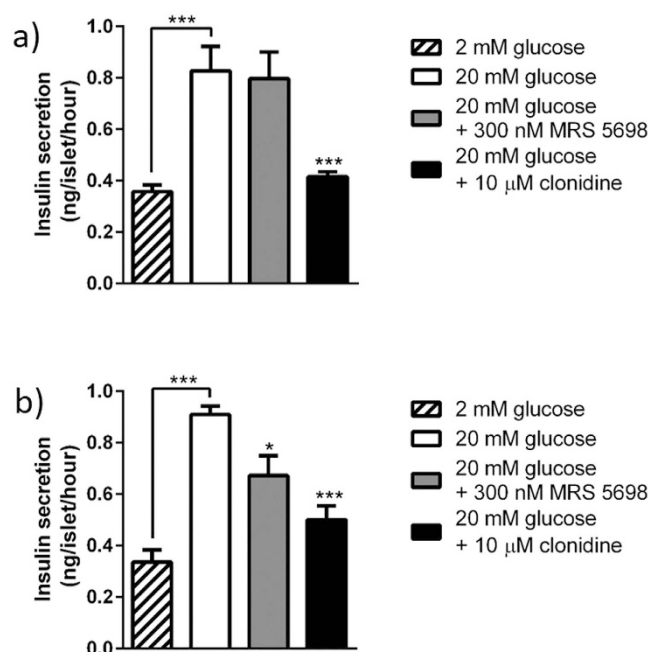 a)
Insulin secretion
(ng/islet/hour)
1.0
0.8
0.6
0.4
0.2
0.0
***
***
2 mM glucose
20 mM glucose
20 mM glucose
+ 300 nM MRS 5698
20 mM glucose
+ 10 μM clonidine
b)
Insulin secretion
(ng/islet/hour)
1.0
0.8
0.6
0.4
0.2
0.0
***
*
***
2 mM glucose
20 mM glucose
20 mM glucose
+ 300 nM MRS 5698
20 mM glucose
+ 10 μM clonidine